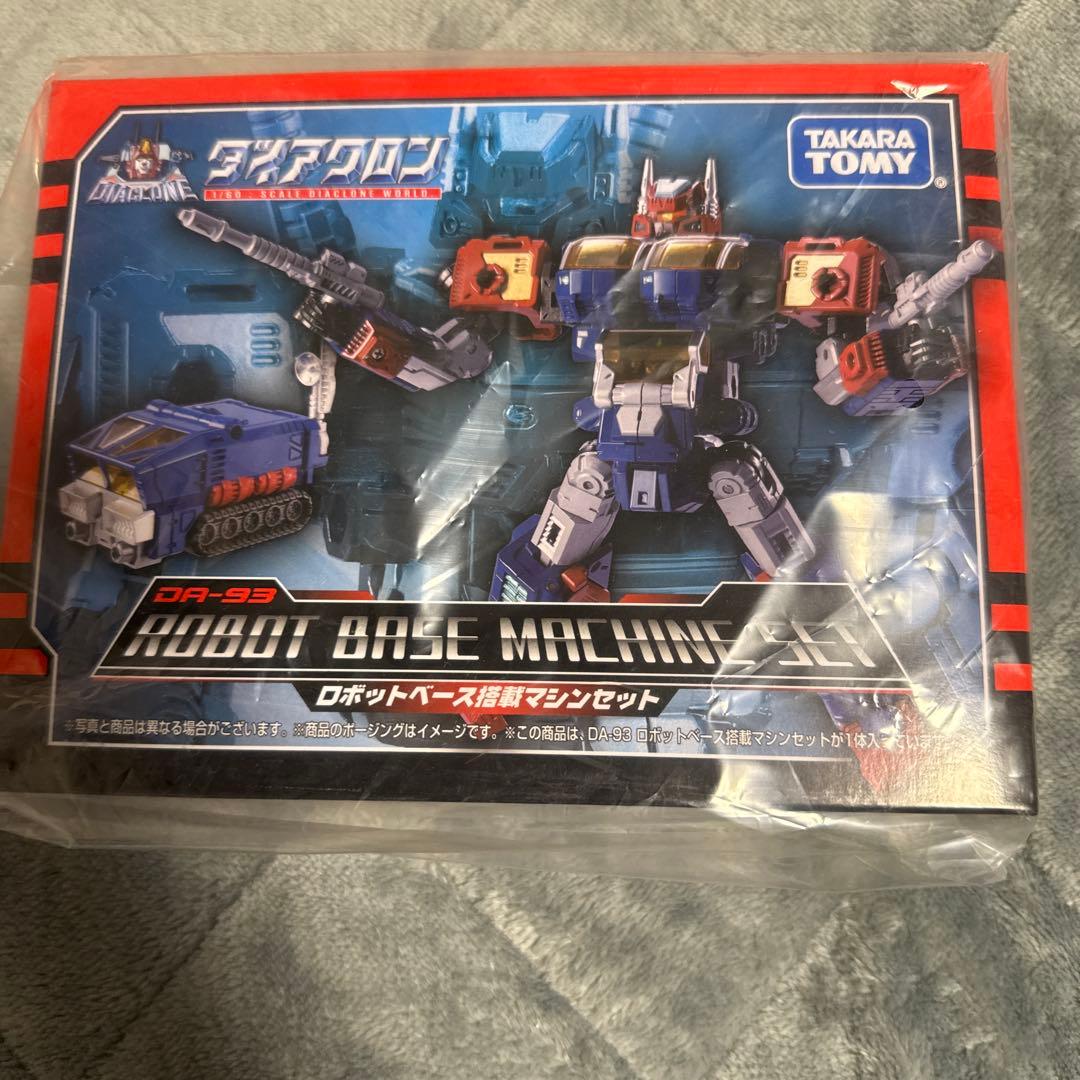 DIACLONE
ダイアクロン
1/60 : SCALE DIACLONE WORLD
TAKARA TOMY®
DA-93
ROBOT BASE MACHINE SET
ロボットベース搭載マシンセット
※写真と商品は異なる場合がございます。※商品のポージングはイメージです。※この商品は、DA-93 ロボットベース搭載マシンセットが1体入っています。